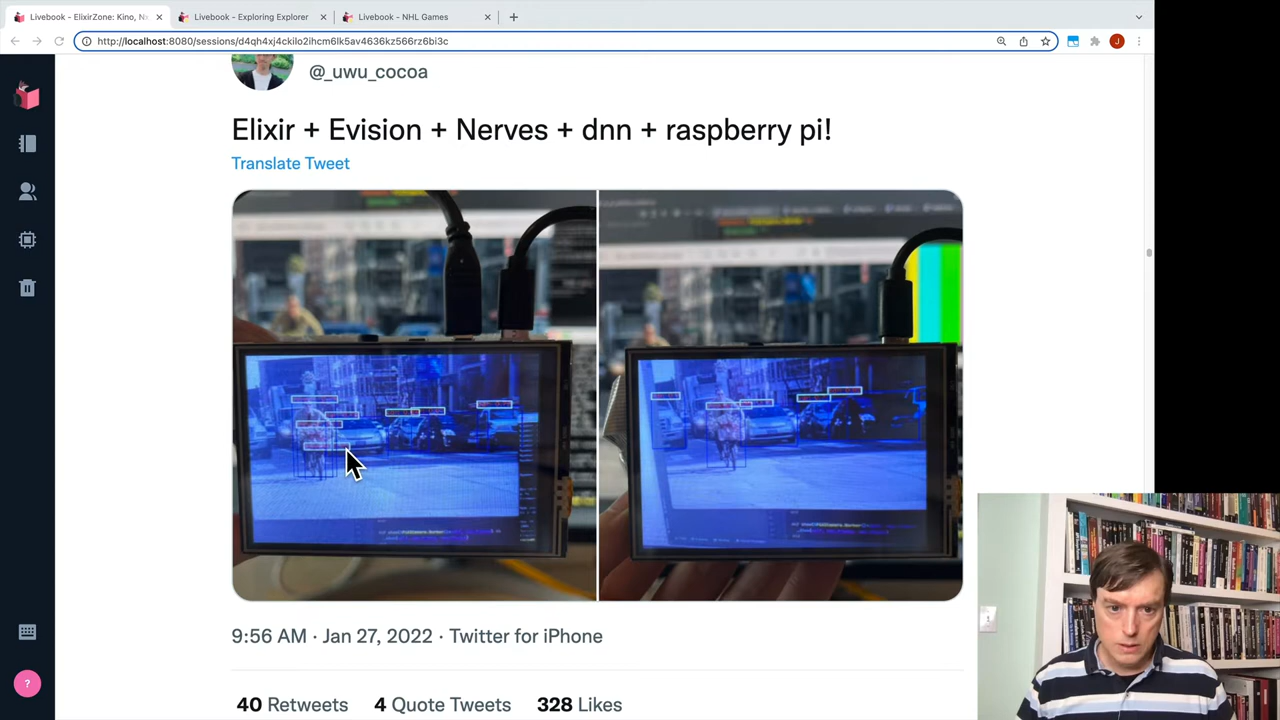 Livebook - ElixirZone: Kino, Nx
Livebook - Exploring Explorer
Livebook - NHL Games
http://localhost:8080/sessions/d4qh4xj4ckilo2ihcm6lk5av4636kz566rz6bi3c
J
@_uwu_cocoa
Elixir + Evision + Nerves + dnn + raspberry pi!
Translate Tweet
9:56 AM · Jan 27, 2022 · Twitter for iPhone
40 Retweets 4 Quote Tweets 328 Likes
?